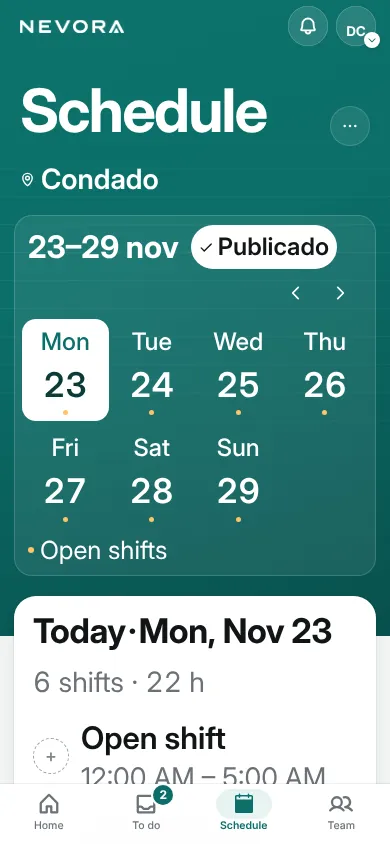 NEVORA
DC
Schedule
Condado
23–29 nov
Publicado
Mon Tue Wed Thu
23 24 25 26
Fri Sat Sun
27 28 29
Open shifts
Today·Mon, Nov 23
6 shifts · 22 h
Open shift
12:00 AM – 5:00 AM
2
Home To do Schedule Team